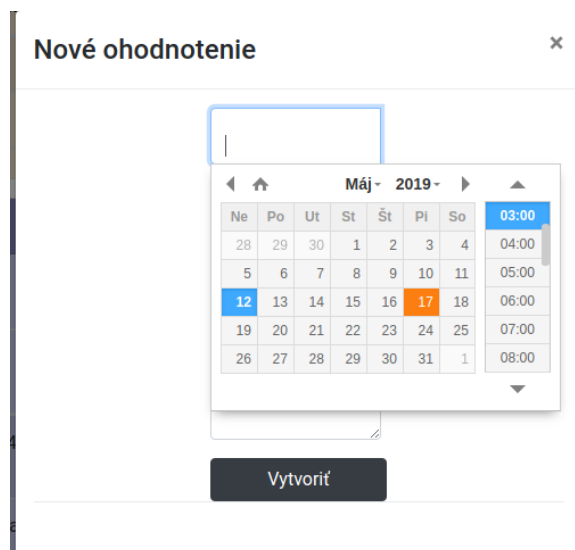 Nové ohodnotenie ×
Máj 2019
Ne Po Ut St Št Pi So 03:00
28 29 30 1 2 3 4 04:00
5 6 7 8 9 10 11 05:00
12 13 14 15 16 17 18 06:00
19 20 21 22 23 24 25 07:00
26 27 28 29 30 31 1 08:00
Vytvoriť